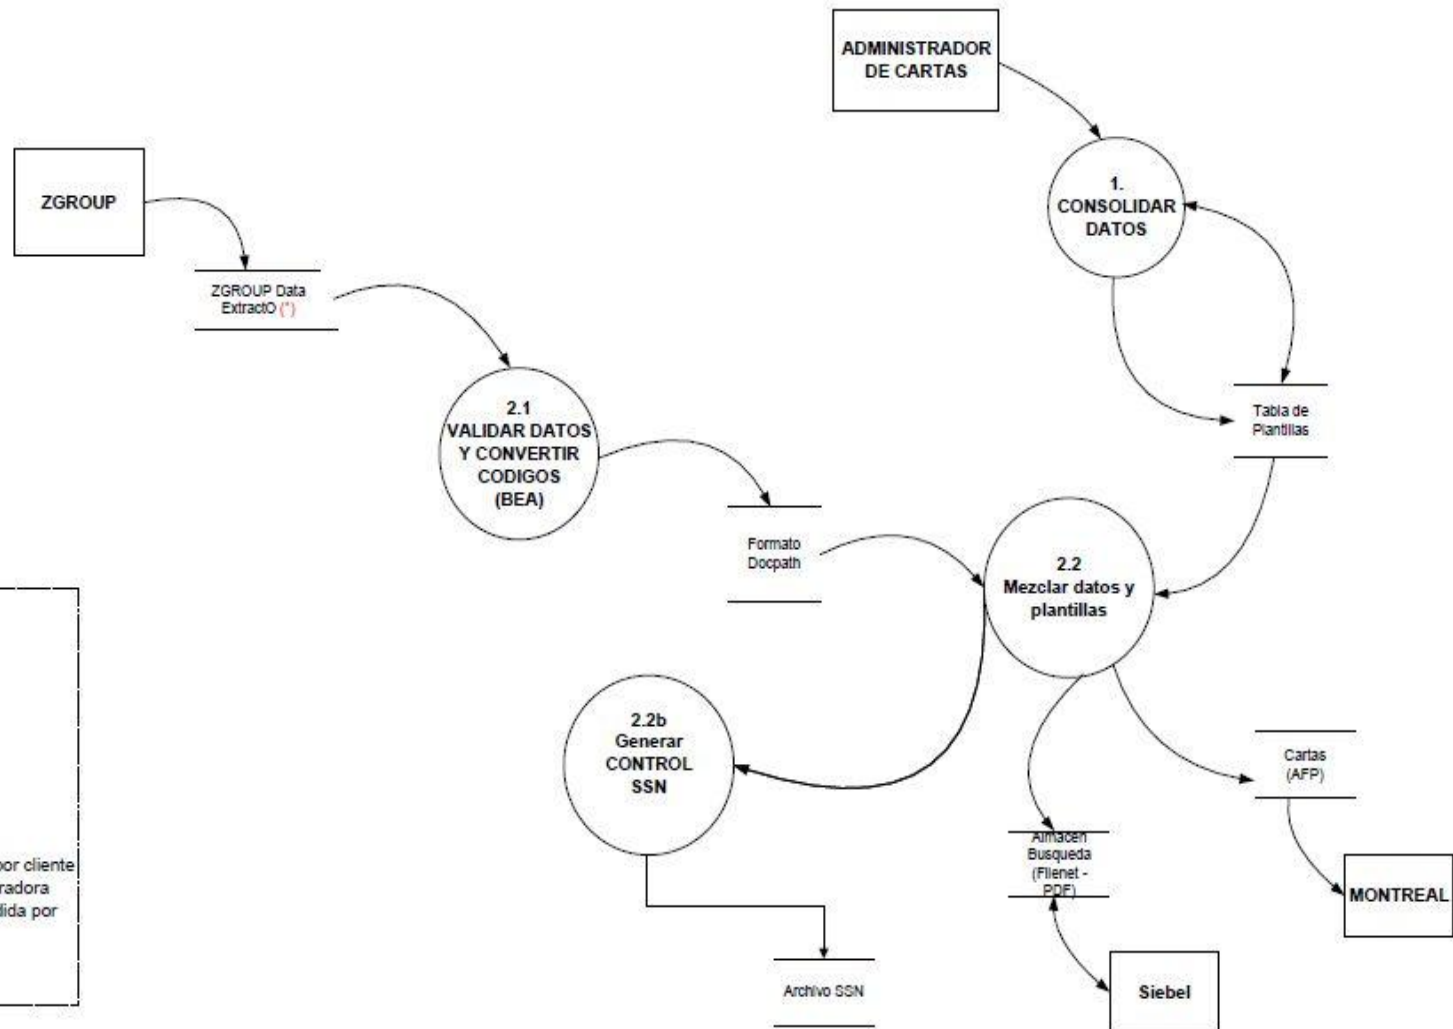 ADMINISTRADOR
DE CARTAS
ZGROUP
1.
CONSOLIDAR
DATOS
ZGROUP Data
ExtractO (*)
2.1
VALIDAR DATOS
Y CONVERTIR
CODIGOS
(BEA)
Tabla de
Plantillas
Formato
Docpath
2.2
Mezclar datos y
plantillas
2.2b
Generar
CONTROL
SSN
Cartas
(AFP)
Almacen
Busqueda
(Filenet -
PDF)
por cliente
radora
dida por
MONTREAL
Archivo SSN
Siebel